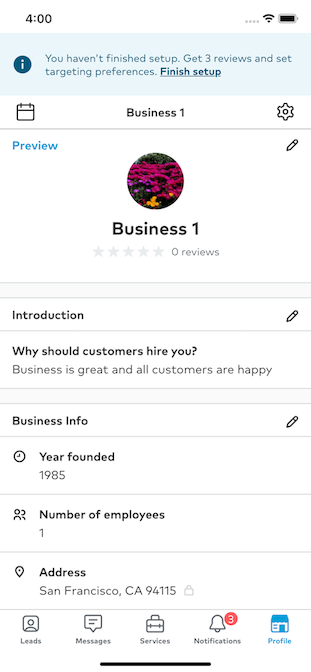 4:00
You haven't finished setup. Get 3 reviews and set
targeting preferences. Finish setup
Business 1
Preview
Business 1
0 reviews
Introduction
Why should customers hire you?
Business is great and all customers are happy
Business Info
Year founded
1985
Number of employees
1
Address
San Francisco, CA 94115
3
Leads
Messages
Services
Notifications
Profile